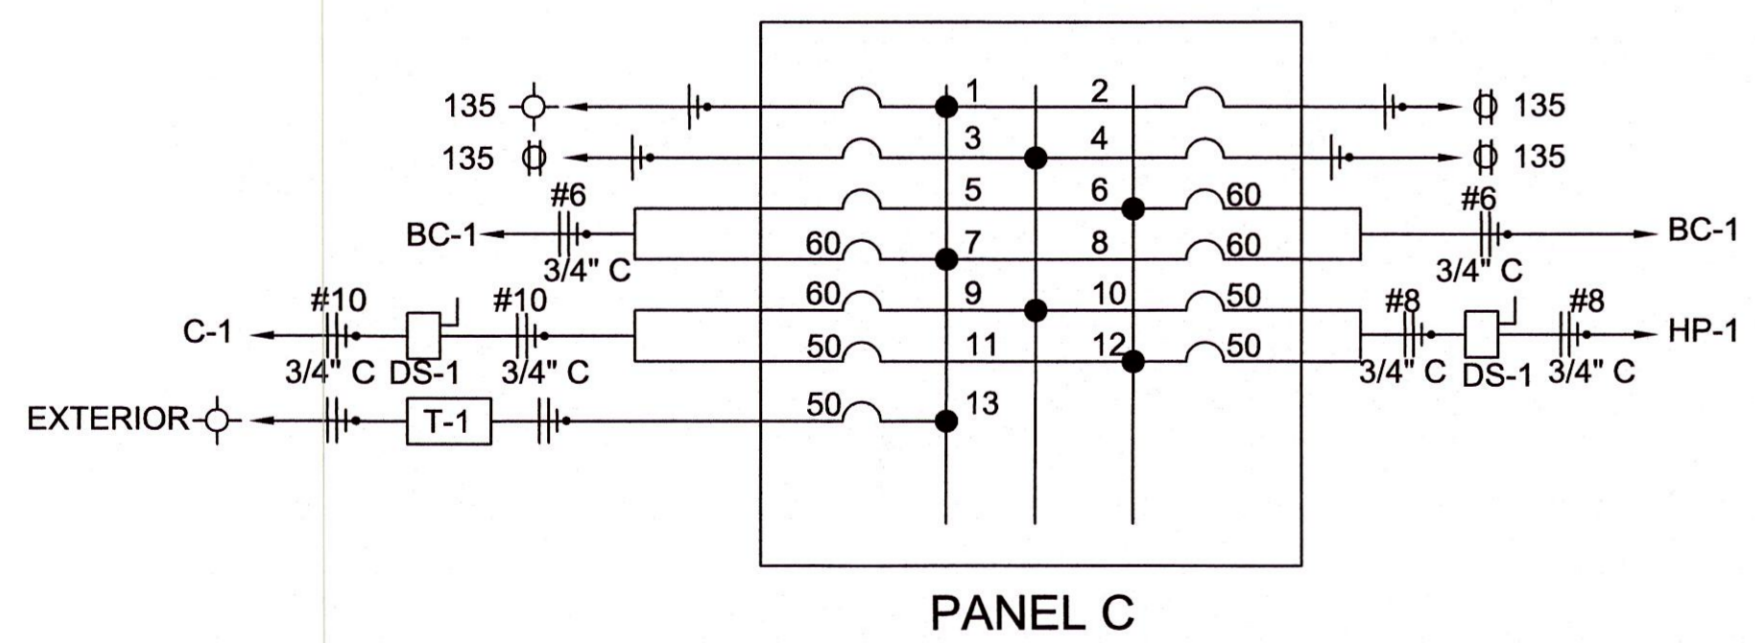 135 1 2 135
135 3 4 135
#6 5 6 60 #6
BC-1 60 7 8 60 BC-1
3/4" C 3/4" C
#10 #10 60 9 10 50 #8 #8
C-1 HP-1
3/4" C DS-1 3/4" C 50 11 12 50 3/4" C DS-1 3/4" C
EXTERIOR T-1 50 13
PANEL C